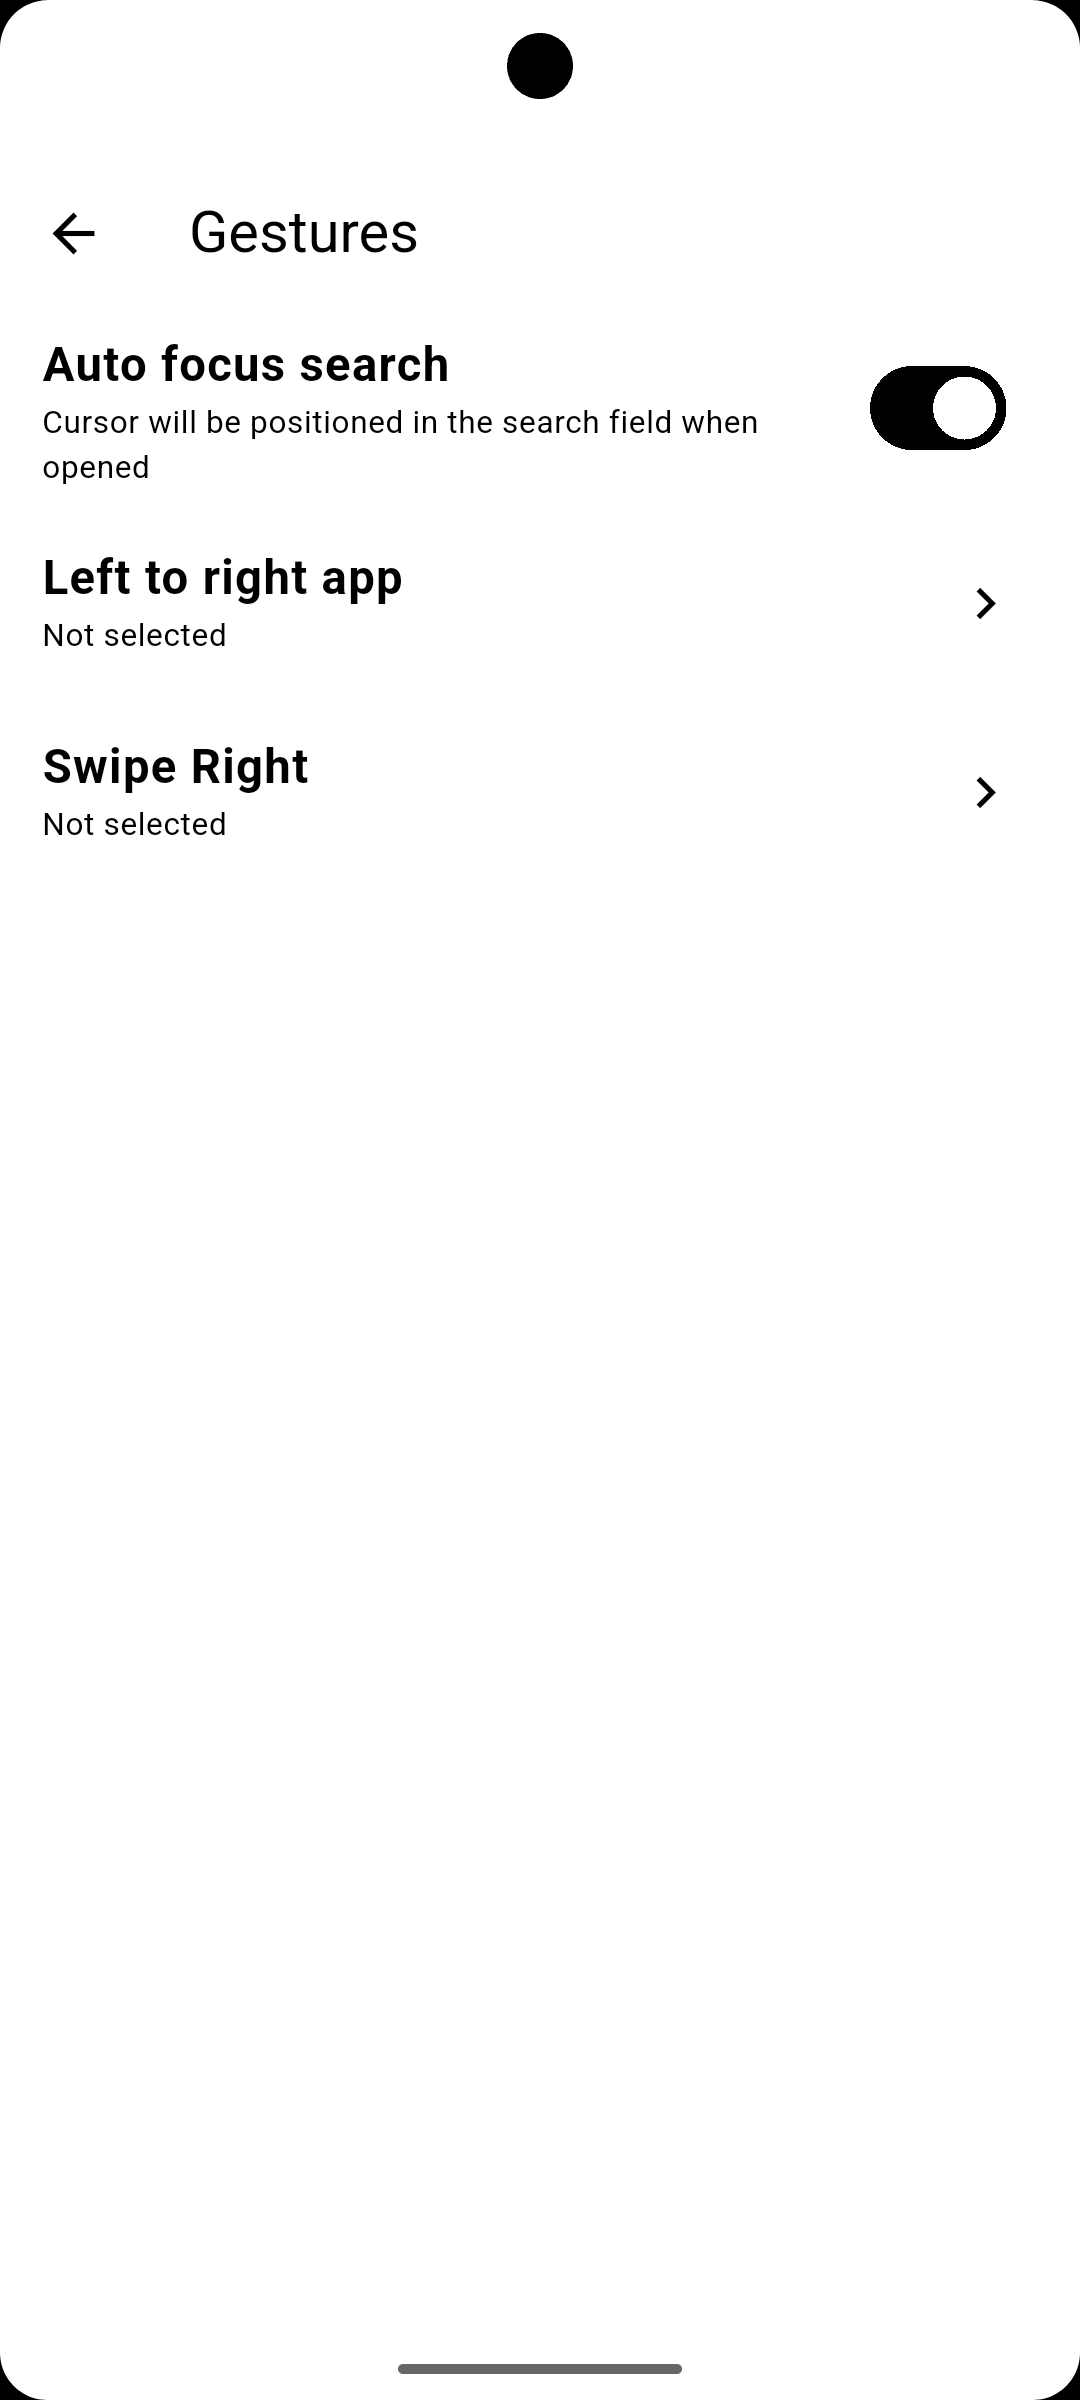 Gestures
Auto focus search
Cursor will be positioned in the search field when
opened
Left to right app
Not selected
Swipe Right
Not selected